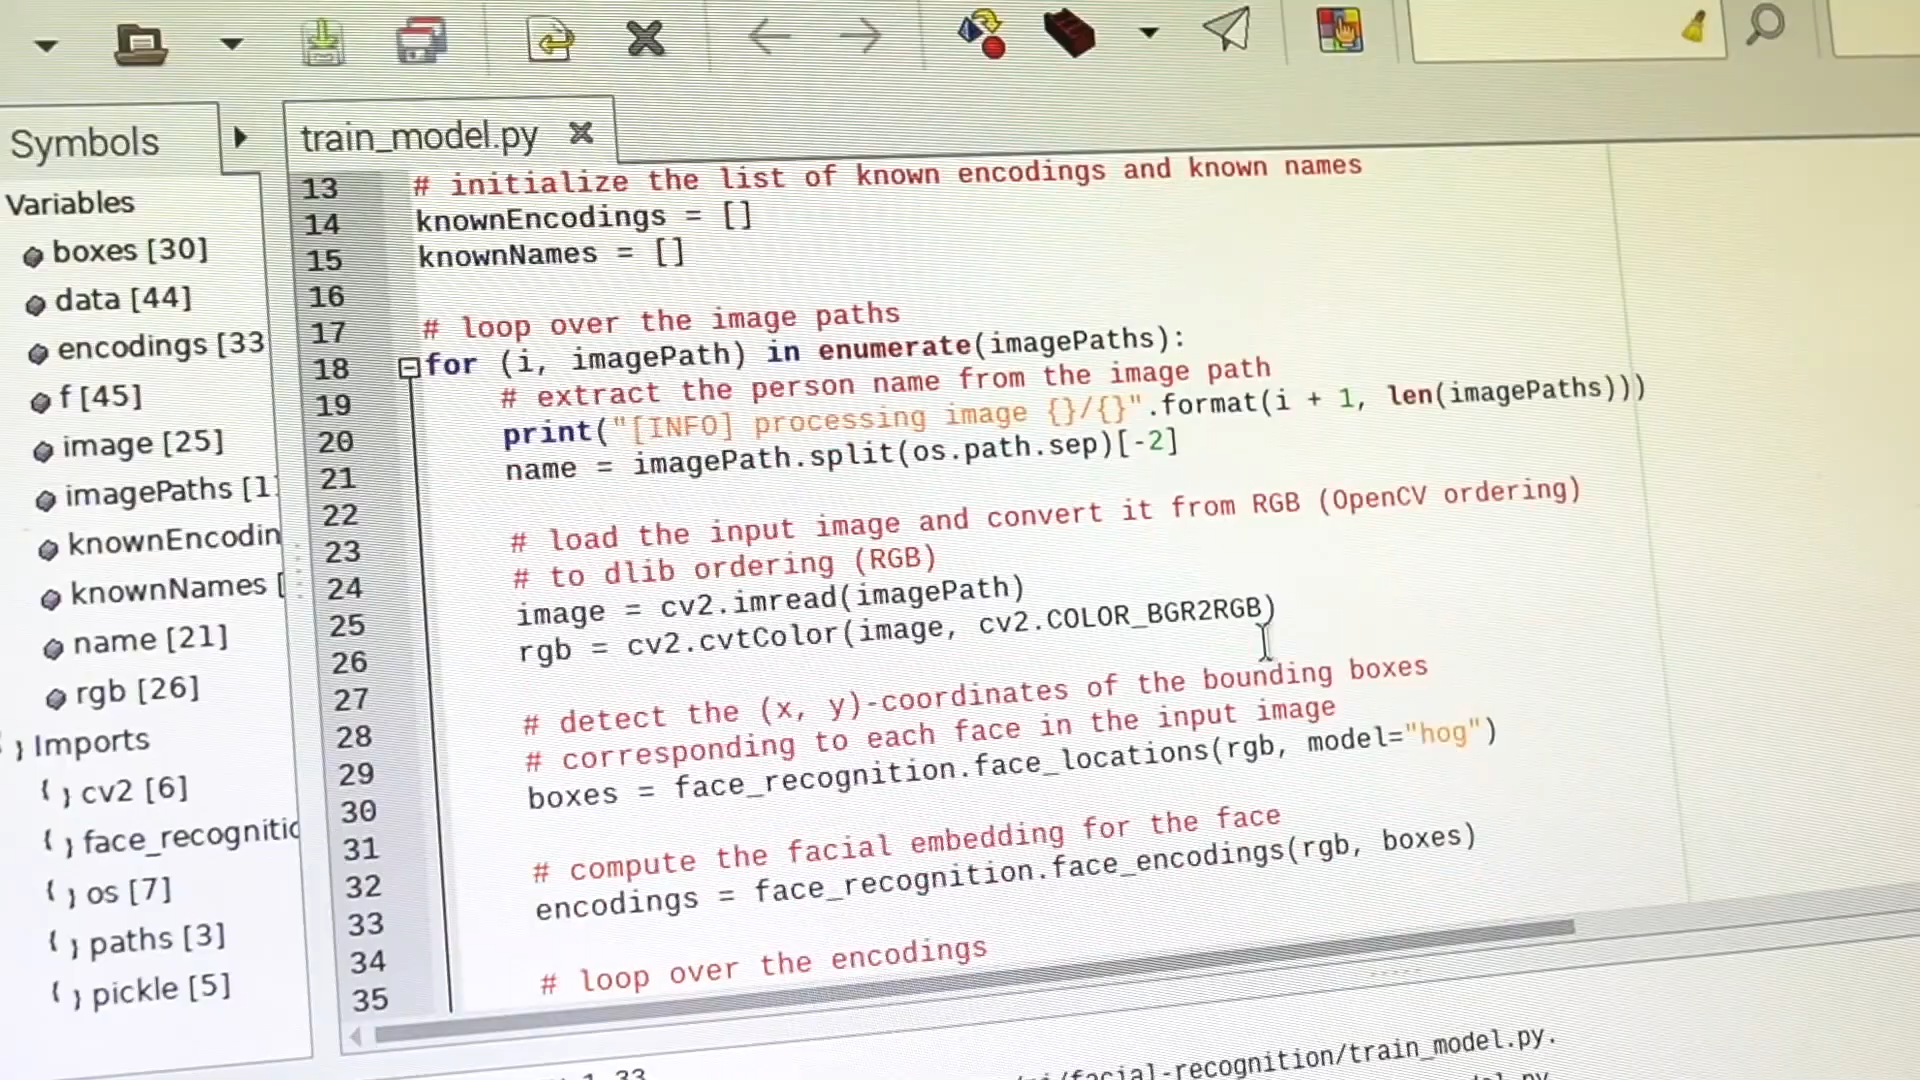 Symbols
train_model.py
Variables
boxes [30]
data [44]
encodings [33
f [45]
image [25]
imagePaths [1
knownEncodin
knownNames [
name [21]
rgb [26]
Imports
cv2 [6]
face_recognitic
os [7]
paths [3]
pickle [5]
13 # initialize the list of known encodings and known names
14 knownEncodings = []
15 knownNames = []
16
17 # loop over the image paths
18 for (i, imagePath) in enumerate(imagePaths):
19 # extract the person name from the image path
20 print("[INFO] processing image {}/{}".format(i + 1, len(imagePaths)))
21 name = imagePath.split(os.path.sep)[-2]
22
23 # load the input image and convert it from RGB (OpenCV ordering)
24 # to dlib ordering (RGB)
25 image = cv2.imread(imagePath)
26 rgb = cv2.cvtColor(image, cv2.COLOR_BGR2RGB)
27
28 # detect the (x, y)-coordinates of the bounding boxes
29 # corresponding to each face in the input image
30 boxes = face_recognition.face_locations(rgb, model="hog")
31
32 # compute the facial embedding for the face
33 encodings = face_recognition.face_encodings(rgb, boxes)
34
35 # loop over the encodings
/facial-recognition/train_model.py.